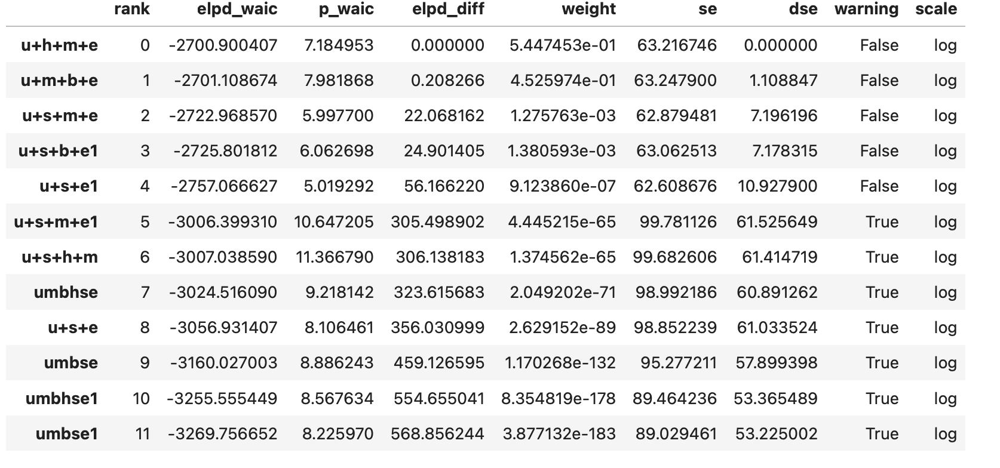 rank elpd_waic p_waic elpd_diff weight se dse warning scale
u+h+m+e 0 -2700.900407 7.184953 0.000000 5.447453e-01 63.216746 0.000000 False log
u+m+b+e 1 -2701.108674 7.981868 0.208266 4.525974e-01 63.247900 1.108847 False log
u+s+m+e 2 -2722.968570 5.997700 22.068162 1.275763e-03 62.879481 7.196196 False log
u+s+b+e1 3 -2725.801812 6.062698 24.901405 1.380593e-03 63.062513 7.178315 False log
u+s+e1 4 -2757.066627 5.019292 56.166220 9.123860e-07 62.608676 10.927900 False log
u+s+m+e1 5 -3006.399310 10.647205 305.498902 4.445215e-65 99.781126 61.525649 True log
u+s+h+m 6 -3007.038590 11.366790 306.138183 1.374562e-65 99.682606 61.414719 True log
umbhse 7 -3024.516090 9.218142 323.615683 2.049202e-71 98.992186 60.891262 True log
u+s+e 8 -3056.931407 8.106461 356.030999 2.629152e-89 98.852239 61.033524 True log
umbse 9 -3160.027003 8.886243 459.126595 1.170268e-132 95.277211 57.899398 True log
umbhse1 10 -3255.555449 8.567634 554.655041 8.354819e-178 89.464236 53.365489 True log
umbse1 11 -3269.756652 8.225970 568.856244 3.877132e-183 89.029461 53.225002 True log